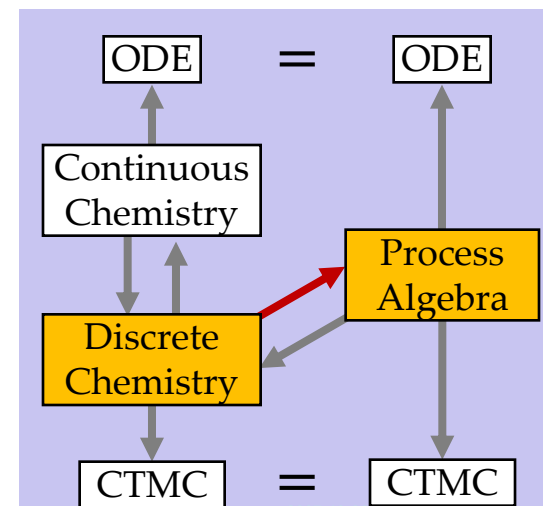 ODE = ODE
Continuous
Chemistry
Process
Algebra
Discrete
Chemistry
CTMC = CTMC